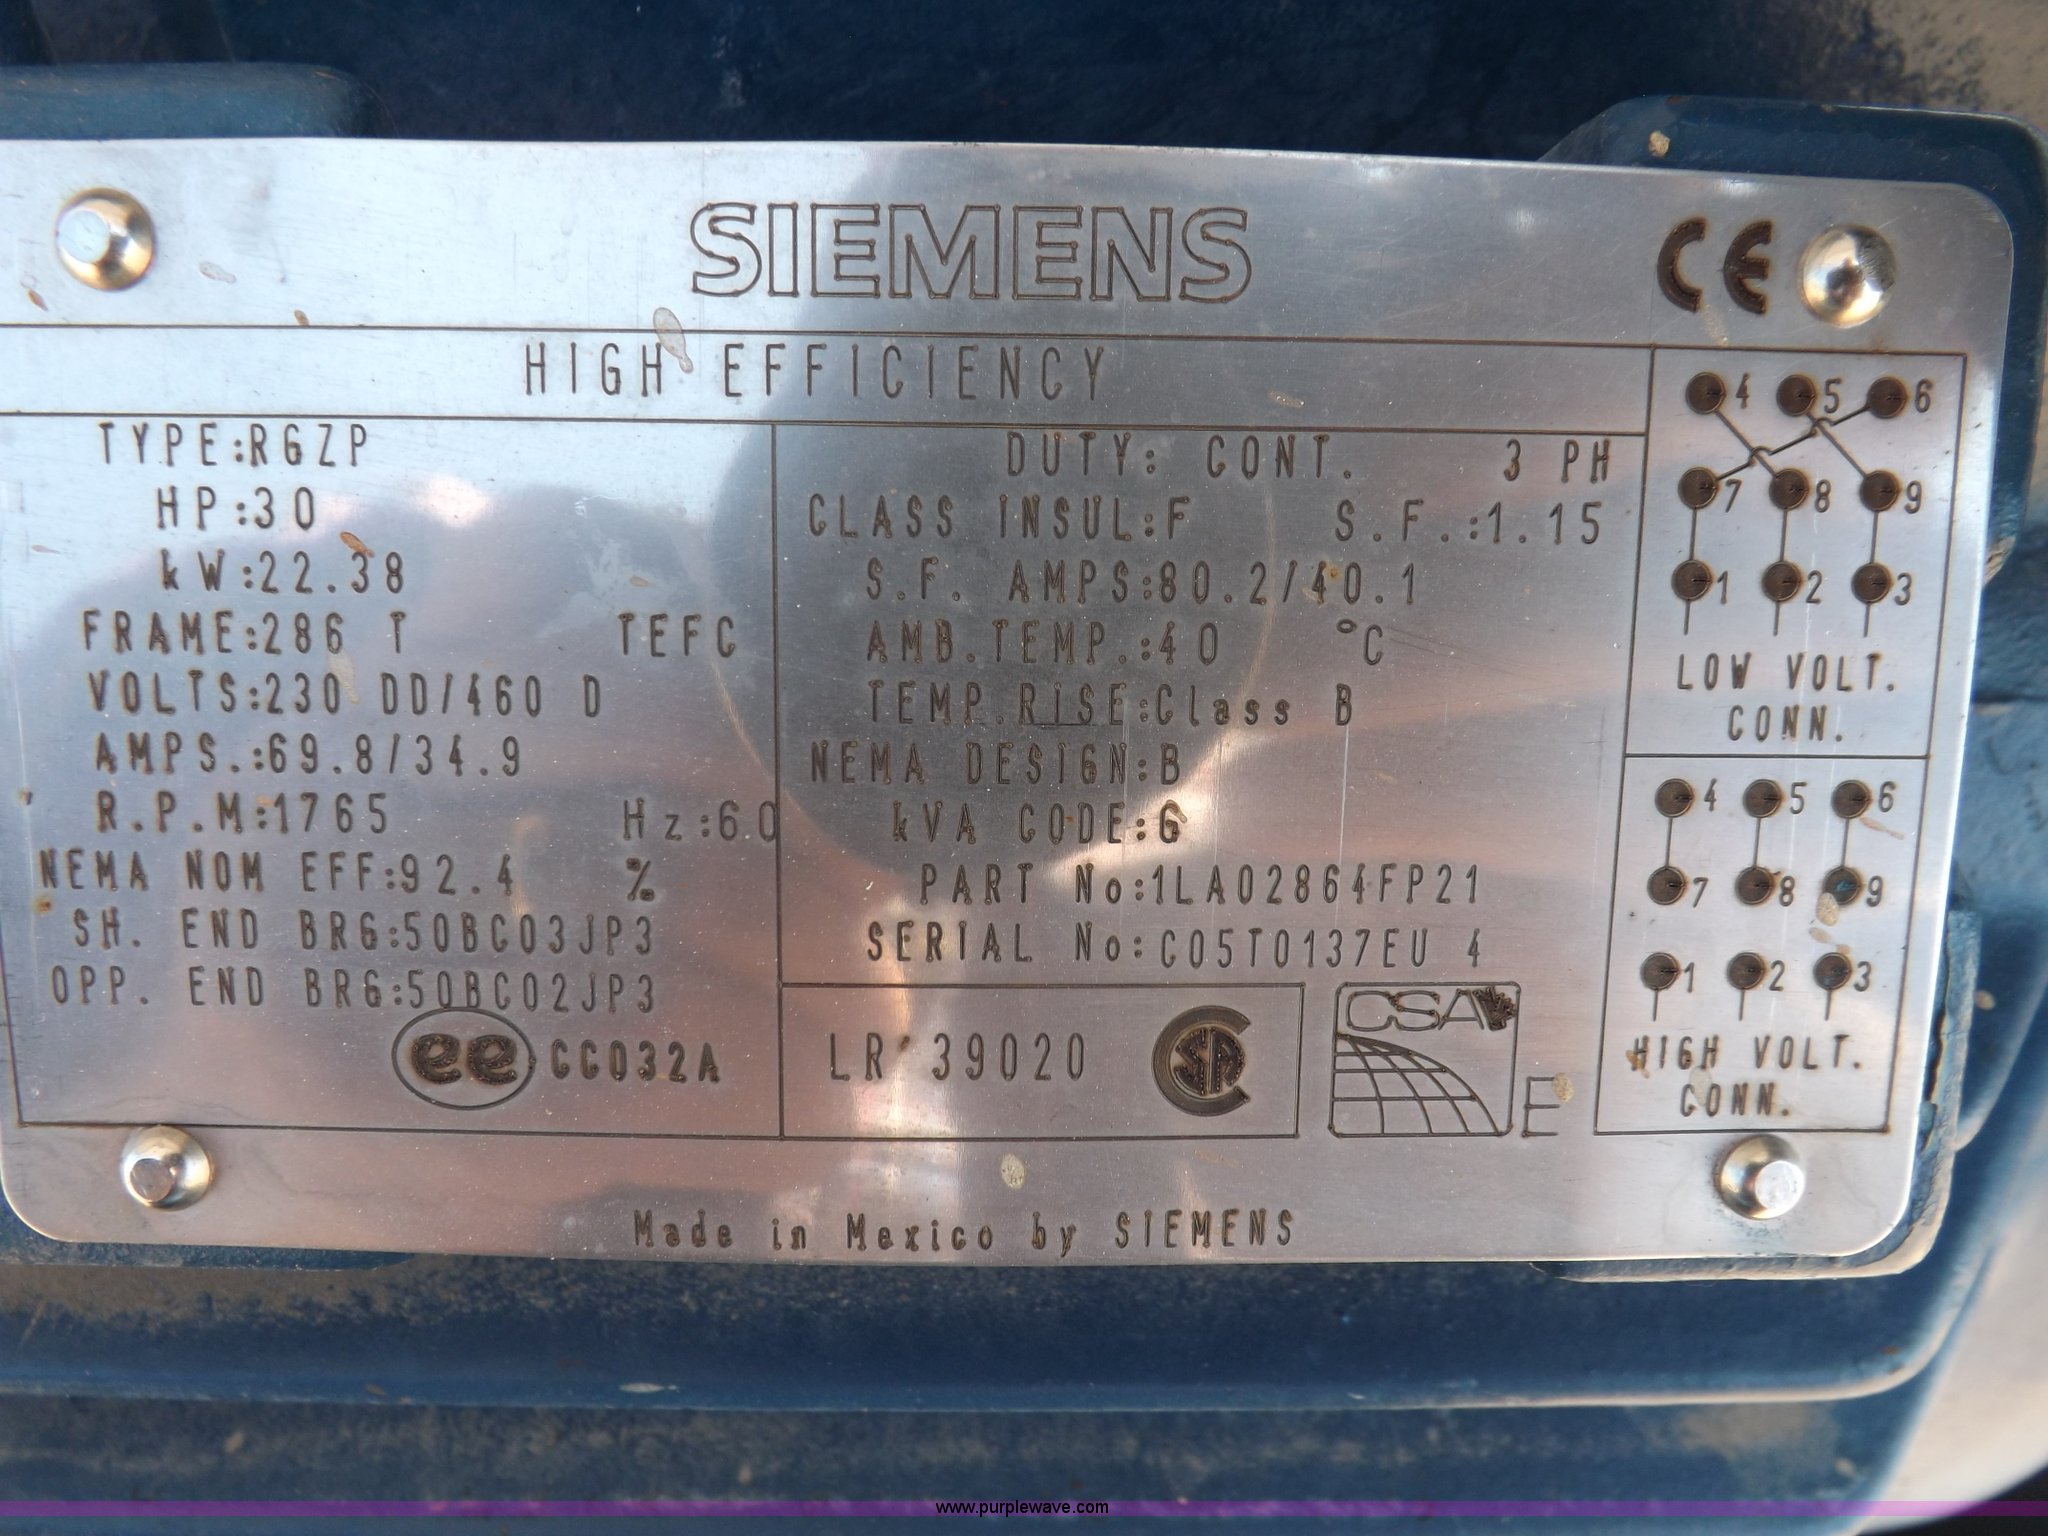 SIEMENS
CE
HIGH EFFICIENCY
TYPE:RGZP
HP:30
kW:22.38
FRAME:286 T TEFC
VOLTS:230 DD/460 D
AMPS.:69.8/34.9
R.P.M:1765 Hz:60
NEMA NOM EFF:92.4 %
SH. END BRG:50BC03JP3
OPP. END BRG:50BC02JP3
ee CC032A
DUTY: CONT. 3 PH
CLASS INSUL:F S.F.:1.15
S.F. AMPS:80.2/40.1
AMB.TEMP.:40 °C
TEMP.RISE:Class B
NEMA DESIGN:B
kVA CODE:G
PART No:1LA02864FP21
SERIAL No:C05T0137EU 4
LR 39020 CSA
CSA E
4 5 6
7 8 9
1 2 3
LOW VOLT.
CONN.
4 5 6
7 8 9
1 2 3
HIGH VOLT.
CONN.
Made in Mexico by SIEMENS
www.purplewave.com